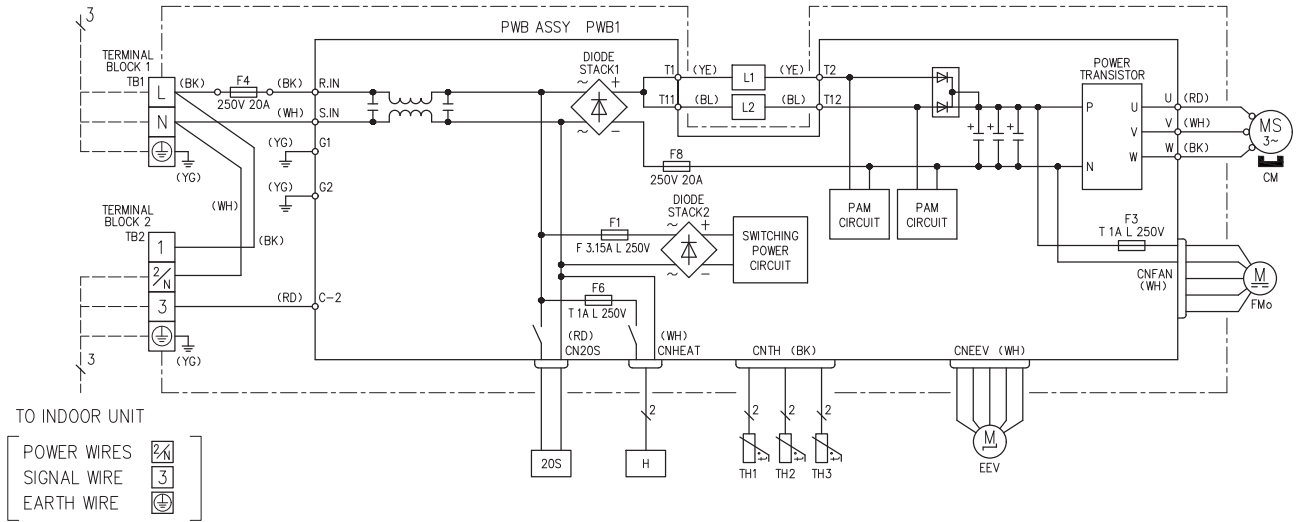 3
PWB ASSY PWB1
TERMINAL
BLOCK 1
TB1
L
N
(BK)
F4
250V 20A
(BK)
(WH)
R.IN
S.IN
(YG)
G1
(YG)
G2
(YG)
(WH)
(BK)
DIODE
STACK1
~
+
~
−
T1
(YE)
L1
(YE)
T2
T11
(BL)
L2
(BL)
T12
F8
250V 20A
PAM
CIRCUIT
PAM
CIRCUIT
+
+
+
POWER
TRANSISTOR
P
N
U
V
W
U
(RD)
V
(WH)
W
(BK)
MS
3~
CM
TERMINAL
BLOCK 2
TB2
1
2/N
3
(YG)
3
(RD)
C-2
F1
F 3.15A L 250V
DIODE
STACK2
~
+
~
−
SWITCHING
POWER
CIRCUIT
F6
T 1A L 250V
F3
T 1A L 250V
CNFAN
(WH)
M
FMo
(RD)
CN20S
(WH)
CNHEAT
CNTH (BK)
CNEEV (WH)
20S
2
H
2
2
2
t
t
t
TH1
TH2
TH3
M
EEV
TO INDOOR UNIT
POWER WIRES 2/N
SIGNAL WIRE 3
EARTH WIRE